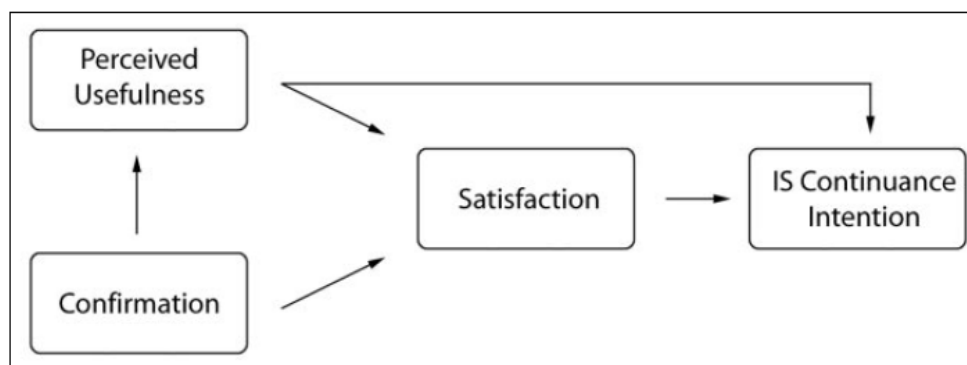 Perceived
Usefulness
Satisfaction
IS Continuance
Intention
Confirmation